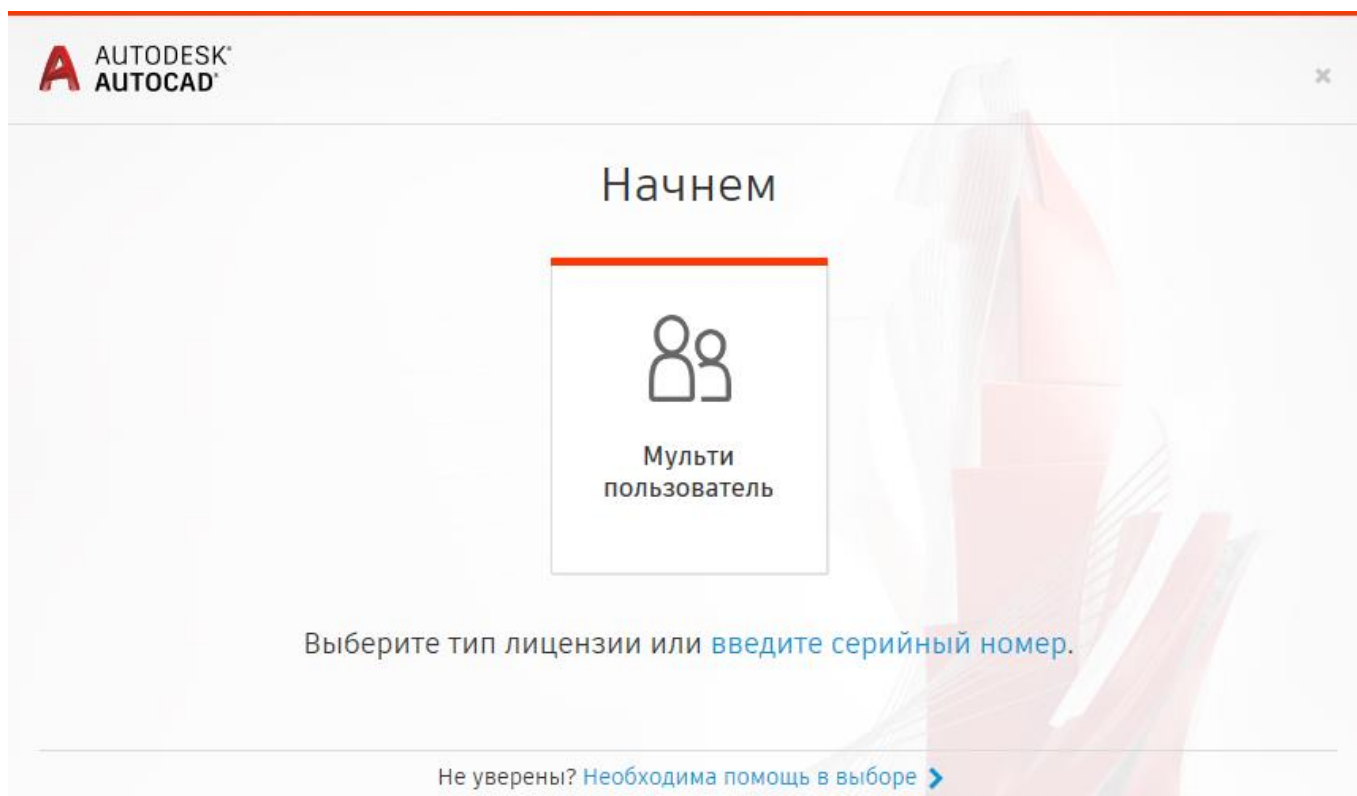 AUTODESK®
AUTOCAD®
Начнем
Мульти
пользователь
Выберите тип лицензии или введите серийный номер.
Не уверены? Необходима помощь в выборе